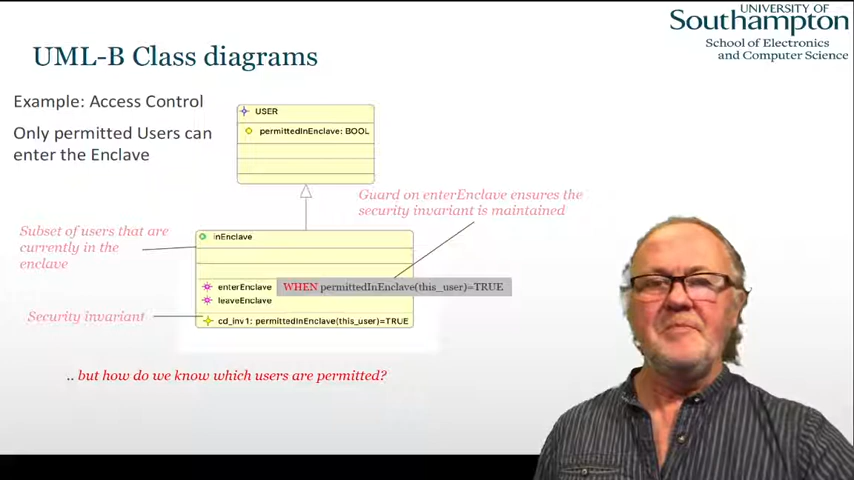 UNIVERSITY OF
Southampton
School of Electronics
and Computer Science
UML-B Class diagrams
Example: Access Control
Only permitted Users can
enter the Enclave
USER
permittedInEnclave: BOOL
Guard on enterEnclave ensures the
security invariant is maintained
Subset of users that are
currently in the
enclave
inEnclave
enterEnclave
WHEN permittedInEnclave(this_user)=TRUE
leaveEnclave
Security invariant
cd_inv1: permittedInEnclave(this_user)=TRUE
.. but how do we know which users are permitted?